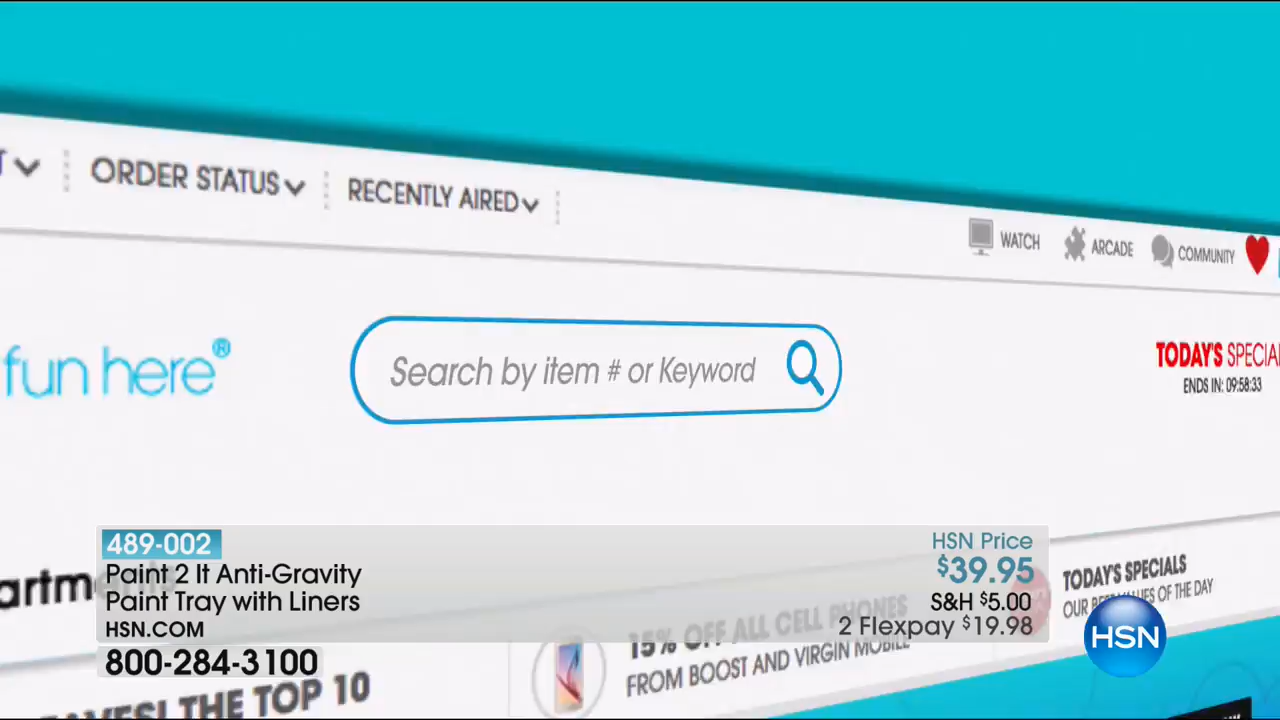 ORDER STATUS
RECENTLY AIRED
WATCH
ARCADE
COMMUNITY
fun here®
Search by item # or Keyword
TODAY'S SPECIAL
ENDS IN: 09:58:33
489-002
Paint 2 It Anti-Gravity
Paint Tray with Liners
HSN.COM
800-284-3100
HSN Price
$39.95
S&H $5.00
2 Flexpay $19.98
TODAY'S SPECIALS
OUR BEST VALUES OF THE DAY
HSN
15% OFF ALL CELL PHONES
FROM BOOST AND VIRGIN MOBILE
THE TOP 10